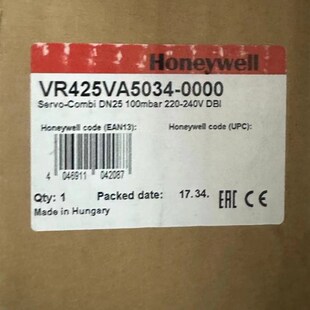 Honeywell
VR425VA5034-0000
Servo-Combi DN25 100mbar 220-240V DBI
Honeywell code (EAN13): Honeywell code (UPC):
4 046911 042087
Qty: 1 Packed date: 17.34. EAC CE
Made in Hungary